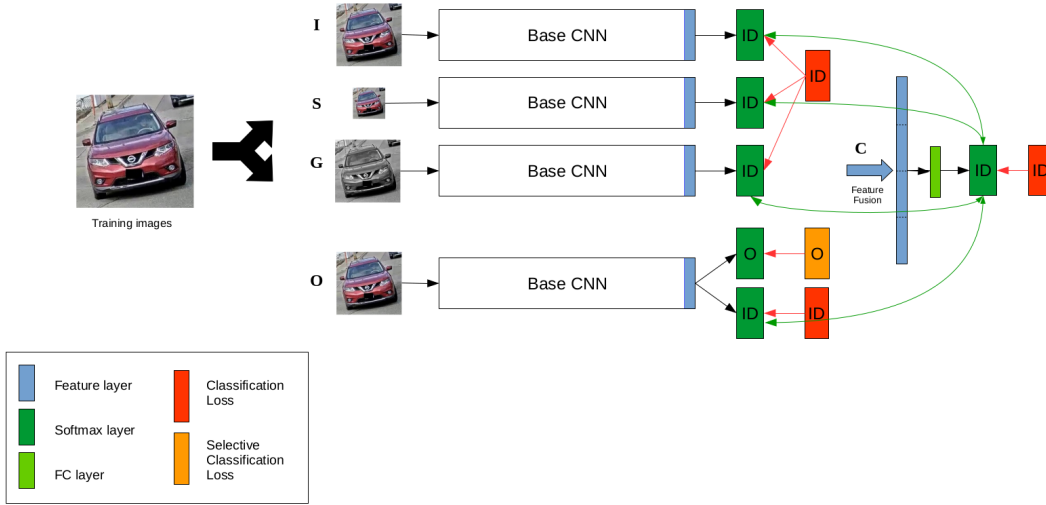 I
Base CNN
ID
ID
S
Base CNN
ID
G
Base CNN
ID
C
Feature
Fusion
ID
ID
Training images
O
Base CNN
O
O
ID
ID
Feature layer
Softmax layer
FC layer
Classification
Loss
Selective
Classification
Loss